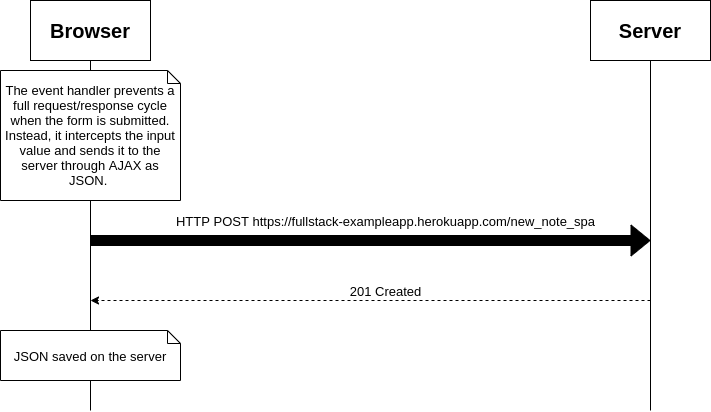 Browser
Server
The event handler prevents a
full request/response cycle
when the form is submitted.
Instead, it intercepts the input
value and sends it to the
server through AJAX as
JSON.
HTTP POST https://fullstack-exampleapp.herokuapp.com/new_note_spa
201 Created
JSON saved on the server